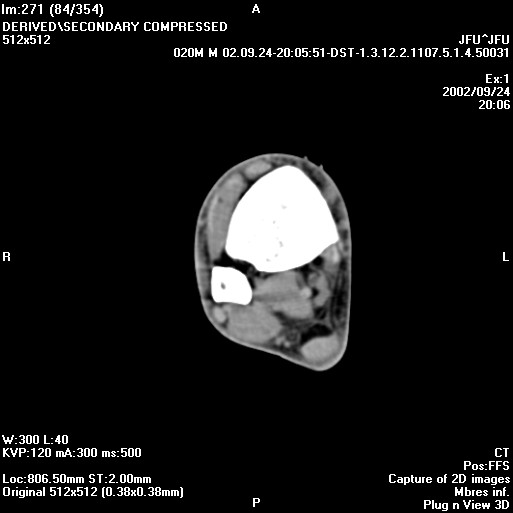 Im:271 (84/354)
A
DERIVED\SECONDARY COMPRESSED
512x512
JFU^JFU
020M M 02.09.24-20:05:51-DST-1.3.12.2.1107.5.1.4.50031
Ex:1
2002/09/24
20:06
R
L
W:300 L:40
KVP:120 mA:300 ms:500
CT
Pos:FFS
Loc:806.50mm ST:2.00mm
Capture of 2D images
Original 512x512 (0.38x0.38mm)
Mbres inf.
P
Plug n View 3D